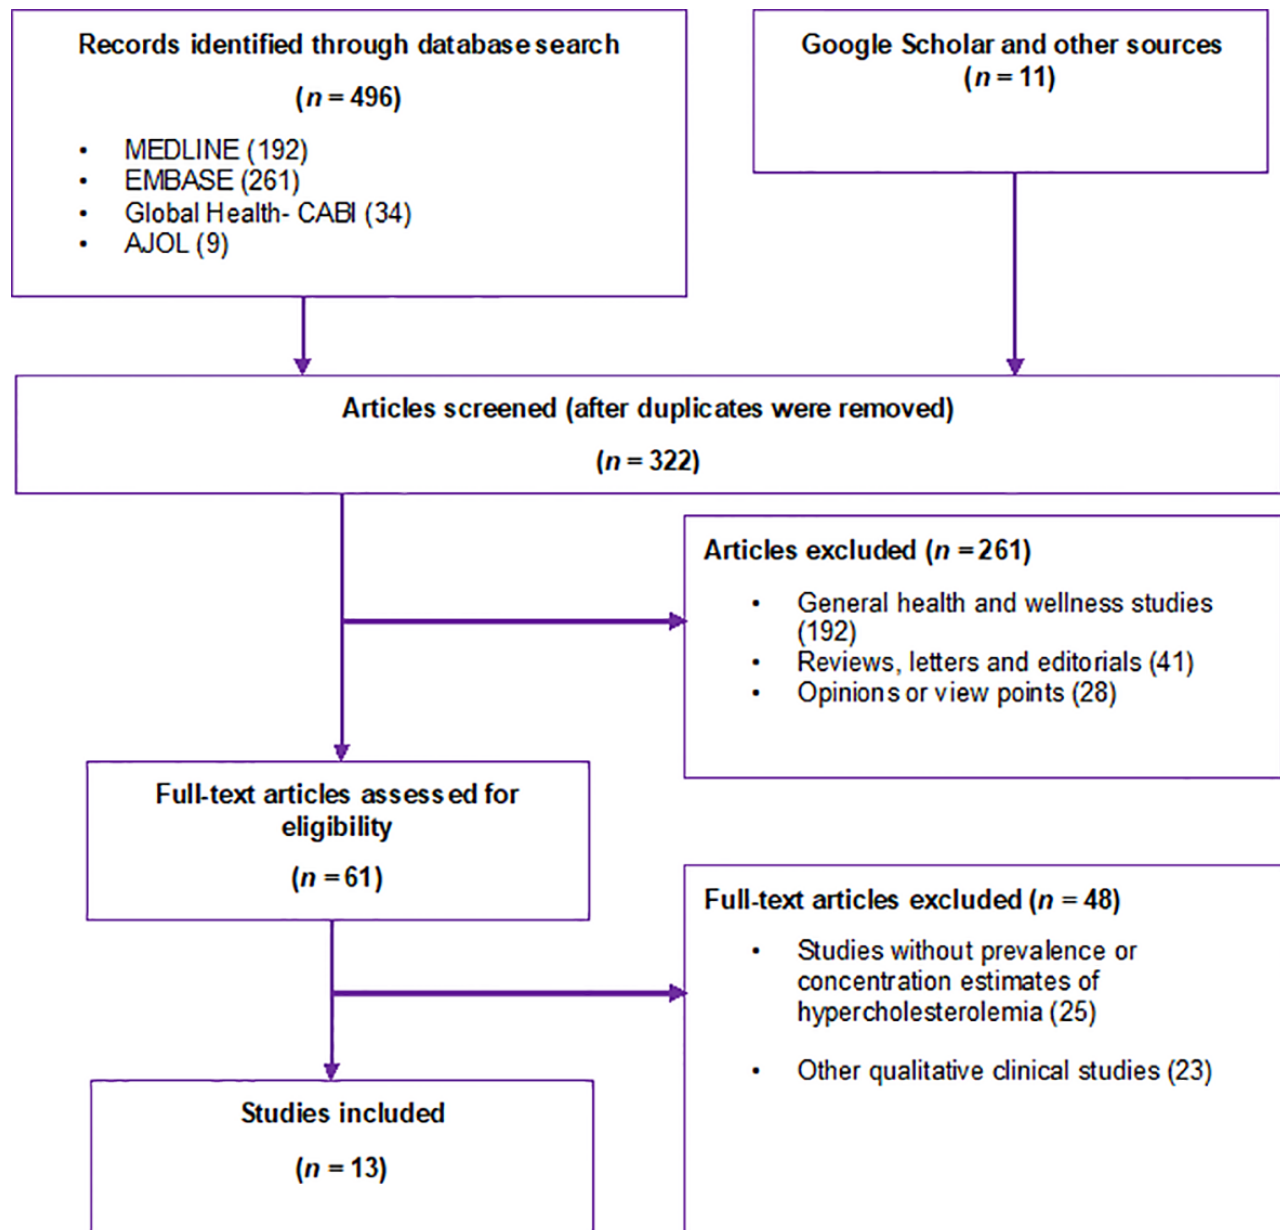 Records identified through database search
(n = 496)
• MEDLINE (192)
• EMBASE (261)
• Global Health- CABI (34)
• AJOL (9)
Google Scholar and other sources
(n = 11)
Articles screened (after duplicates were removed)
(n = 322)
Articles excluded (n = 261)
• General health and wellness studies
(192)
• Reviews, letters and editorials (41)
• Opinions or view points (28)
Full-text articles assessed for
eligibility
(n = 61)
Full-text articles excluded (n = 48)
• Studies without prevalence or
concentration estimates of
hypercholesterolemia (25)
• Other qualitative clinical studies (23)
Studies included
(n = 13)